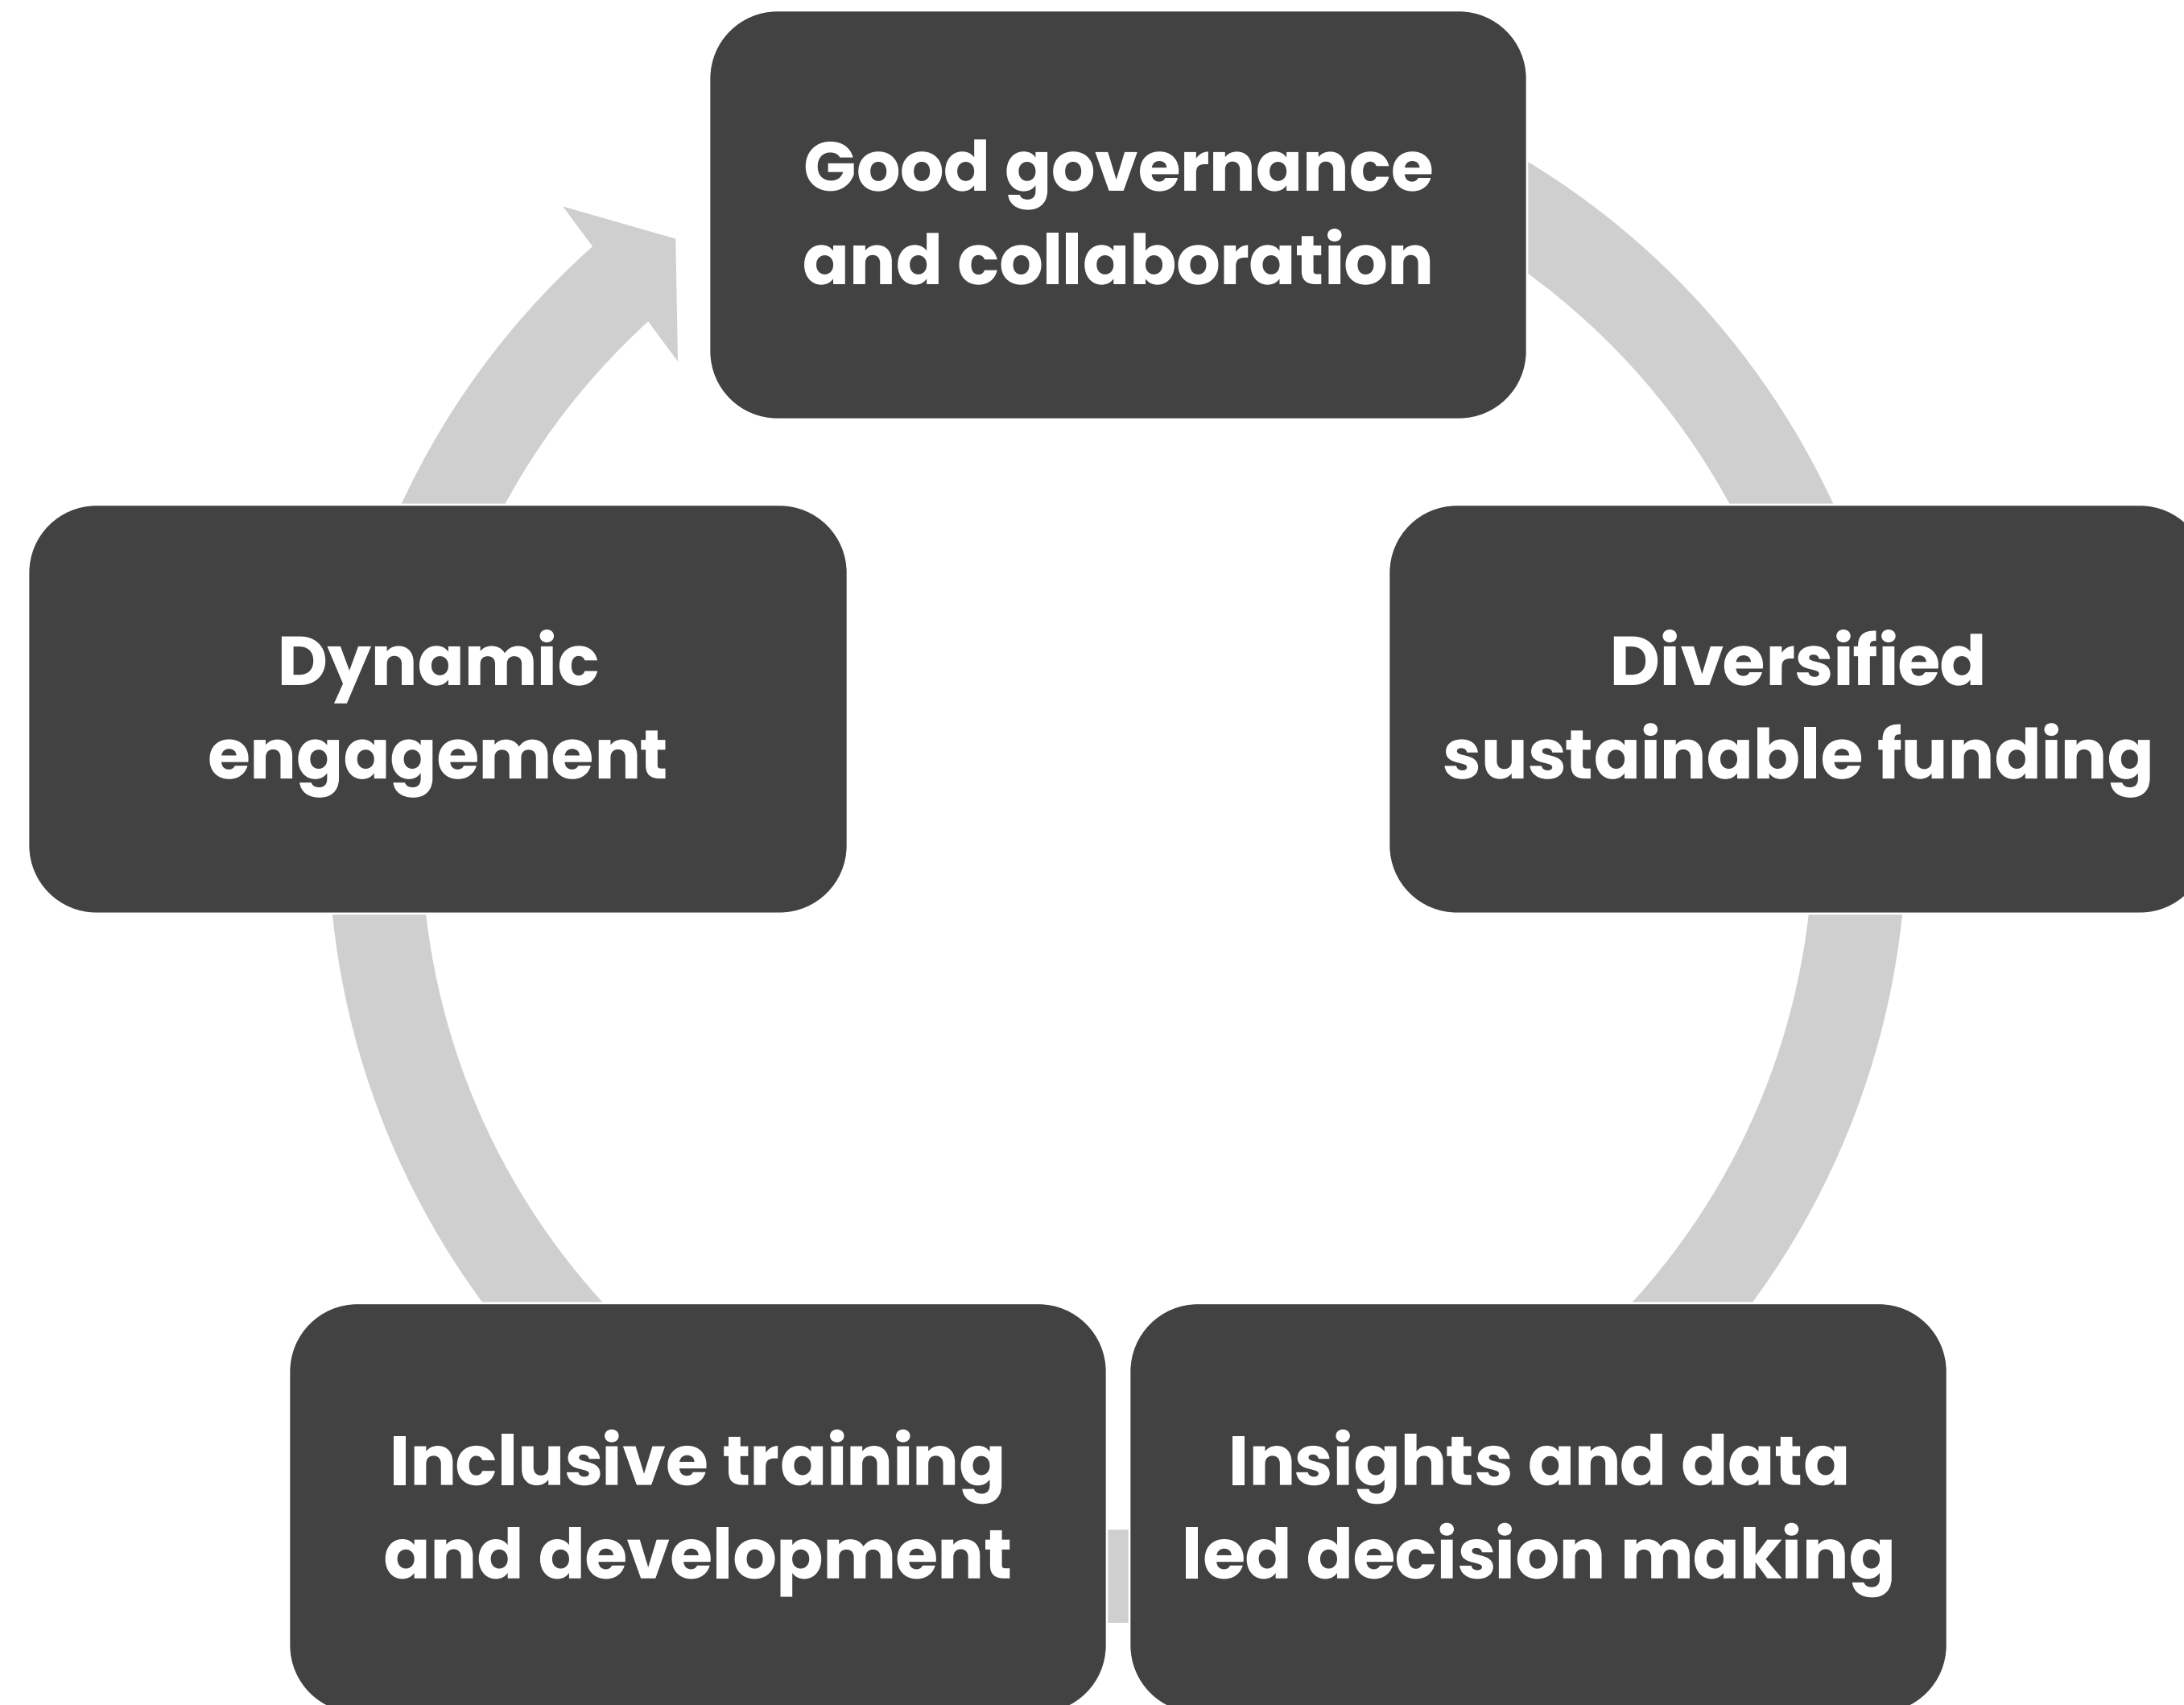 Good governance
and collaboration
Dynamic
engagement
Diversified
sustainable funding
Inclusive training
and development
Insights and data
led decision making